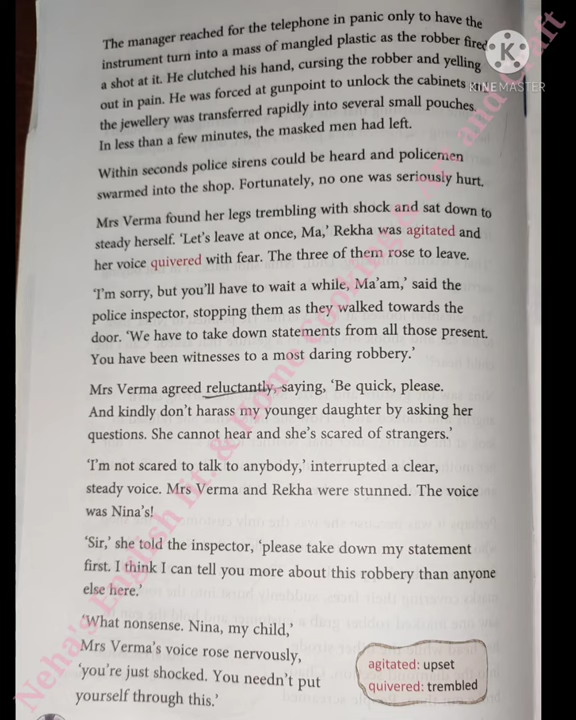 The manager reached for the telephone in panic only to have the
instrument turn into a mass of mangled plastic as the robber fired
a shot at it. He clutched his hand, cursing the robber and yelling
out in pain. He was forced at gunpoint to unlock the cabinets and
the jewellery was transferred rapidly into several small pouches.
In less than a few minutes, the masked men had left.
Within seconds police sirens could be heard and policemen
swarmed into the shop. Fortunately, no one was seriously hurt.
Mrs Verma found her legs trembling with shock and sat down to
steady herself. ‘Let’s leave at once, Ma,’ Rekha was agitated and
her voice quivered with fear. The three of them rose to leave.
‘I’m sorry, but you’ll have to wait a while, Ma’am,’ said the
police inspector, stopping them as they walked towards the
door. ‘We have to take down statements from all those present.
You have been witnesses to a most daring robbery.’
Mrs Verma agreed reluctantly, saying, ‘Be quick, please.
And kindly don’t harass my younger daughter by asking her
questions. She cannot hear and she’s scared of strangers.’
‘I’m not scared to talk to anybody,’ interrupted a clear,
steady voice. Mrs Verma and Rekha were stunned. The voice
was Nina’s!
‘Sir,’ she told the inspector, ‘please take down my statement
first. I think I can tell you more about this robbery than anyone
else here.’
‘What nonsense. Nina, my child,’
Mrs Verma’s voice rose nervously,
‘you’re just shocked. You needn’t put
yourself through this.’
agitated: upset
quivered: trembled
K
KINEMASTER
Neha's English lit. & Home Cooking & Art and Craft